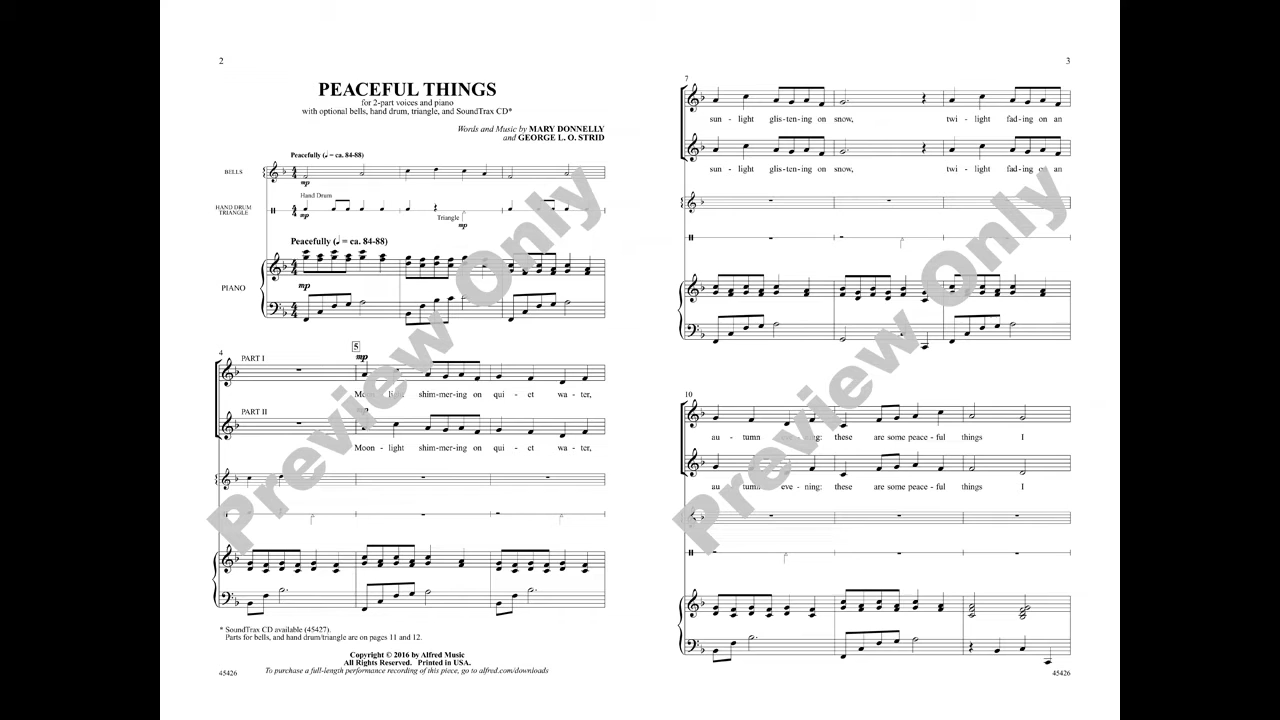 2
PEACEFUL THINGS
for 2-part voices and piano
with optional bells, hand drum, triangle, and SoundTrax CD*
Words and Music by MARY DONNELLY
and GEORGE L. O. STRID
Peacefully (♩ = ca. 84-88)
BELLS
mp
Hand Drum
HAND DRUM
TRIANGLE
mp
Triangle
mp
Peacefully (♩ = ca. 84-88)
PIANO
mp
4
5
PART I
mp
Moon - light shim-mer-ing on qui - et wa - ter,
PART II
mp
Moon - light shim-mer-ing on qui - et wa - ter,
* SoundTrax CD available (45427).
Parts for bells, and hand drum/triangle are on pages 11 and 12.
Copyright © 2016 by Alfred Music
All Rights Reserved. Printed in USA.
To purchase a full-length performance recording of this piece, go to alfred.com/downloads
45426
Preview Only
3
7
sun - light glis-ten-ing on snow, twi - light fad-ing on an
sun - light glis-ten-ing on snow, twi - light fad-ing on an
10
au - tumn eve - ning: these are some peace - ful things I
au - tumn eve - ning: these are some peace - ful things I
45426
Preview Only